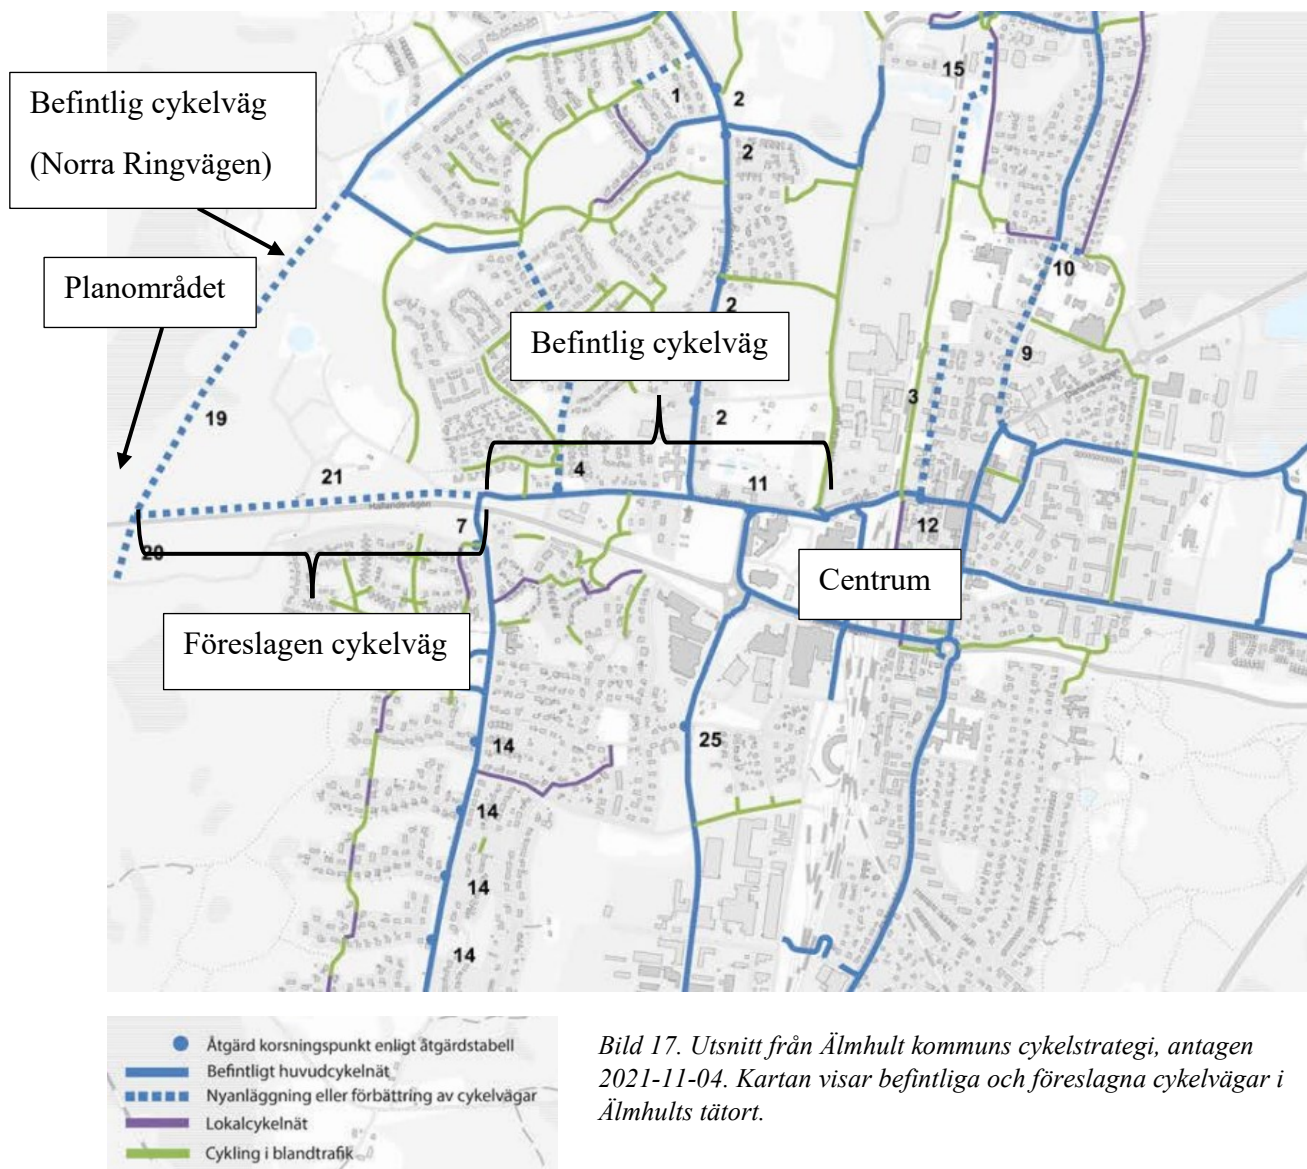 Befintlig cykelväg
(Norra Ringvägen)
Planområdet
Befintlig cykelväg
Föreslagen cykelväg
Centrum
15
1
2
2
10
2
9
19
3
2
21
4
11
Hallandsvägen
7
12
20
25
14
14
14
14
Åtgärd korsningspunkt enligt åtgärdstabell
Befintligt huvudcykelnät
Nyanläggning eller förbättring av cykelvägar
Lokalcykelnät
Cykling i blandtrafik
Bild 17. Utsnitt från Älmhult kommuns cykelstrategi, antagen
2021-11-04. Kartan visar befintliga och föreslagna cykelvägar i
Älmhults tätort.